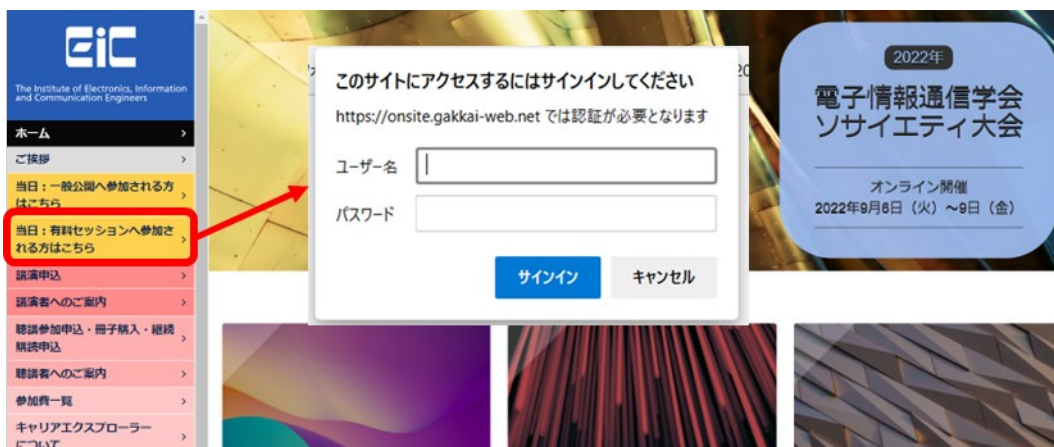 EiC
The Institute of Electronics, Information
and Communication Engineers
ホーム
ご挨拶
当日：一般公開へ参加される方
はこちら
当日：有料セッションへ参加さ
れる方はこちら
講演申込
講演者へのご案内
聴講参加申込・冊子購入・継続
購読申込
聴講者へのご案内
参加費一覧
キャリアエクスプローラー
について
このサイトにアクセスするにはサインインしてください
https://onsite.gakkai-web.net では認証が必要となります
ユーザー名
パスワード
サインイン
キャンセル
2022年
電子情報通信学会
ソサイエティ大会
オンライン開催
2022年9月6日（火）～9日（金）